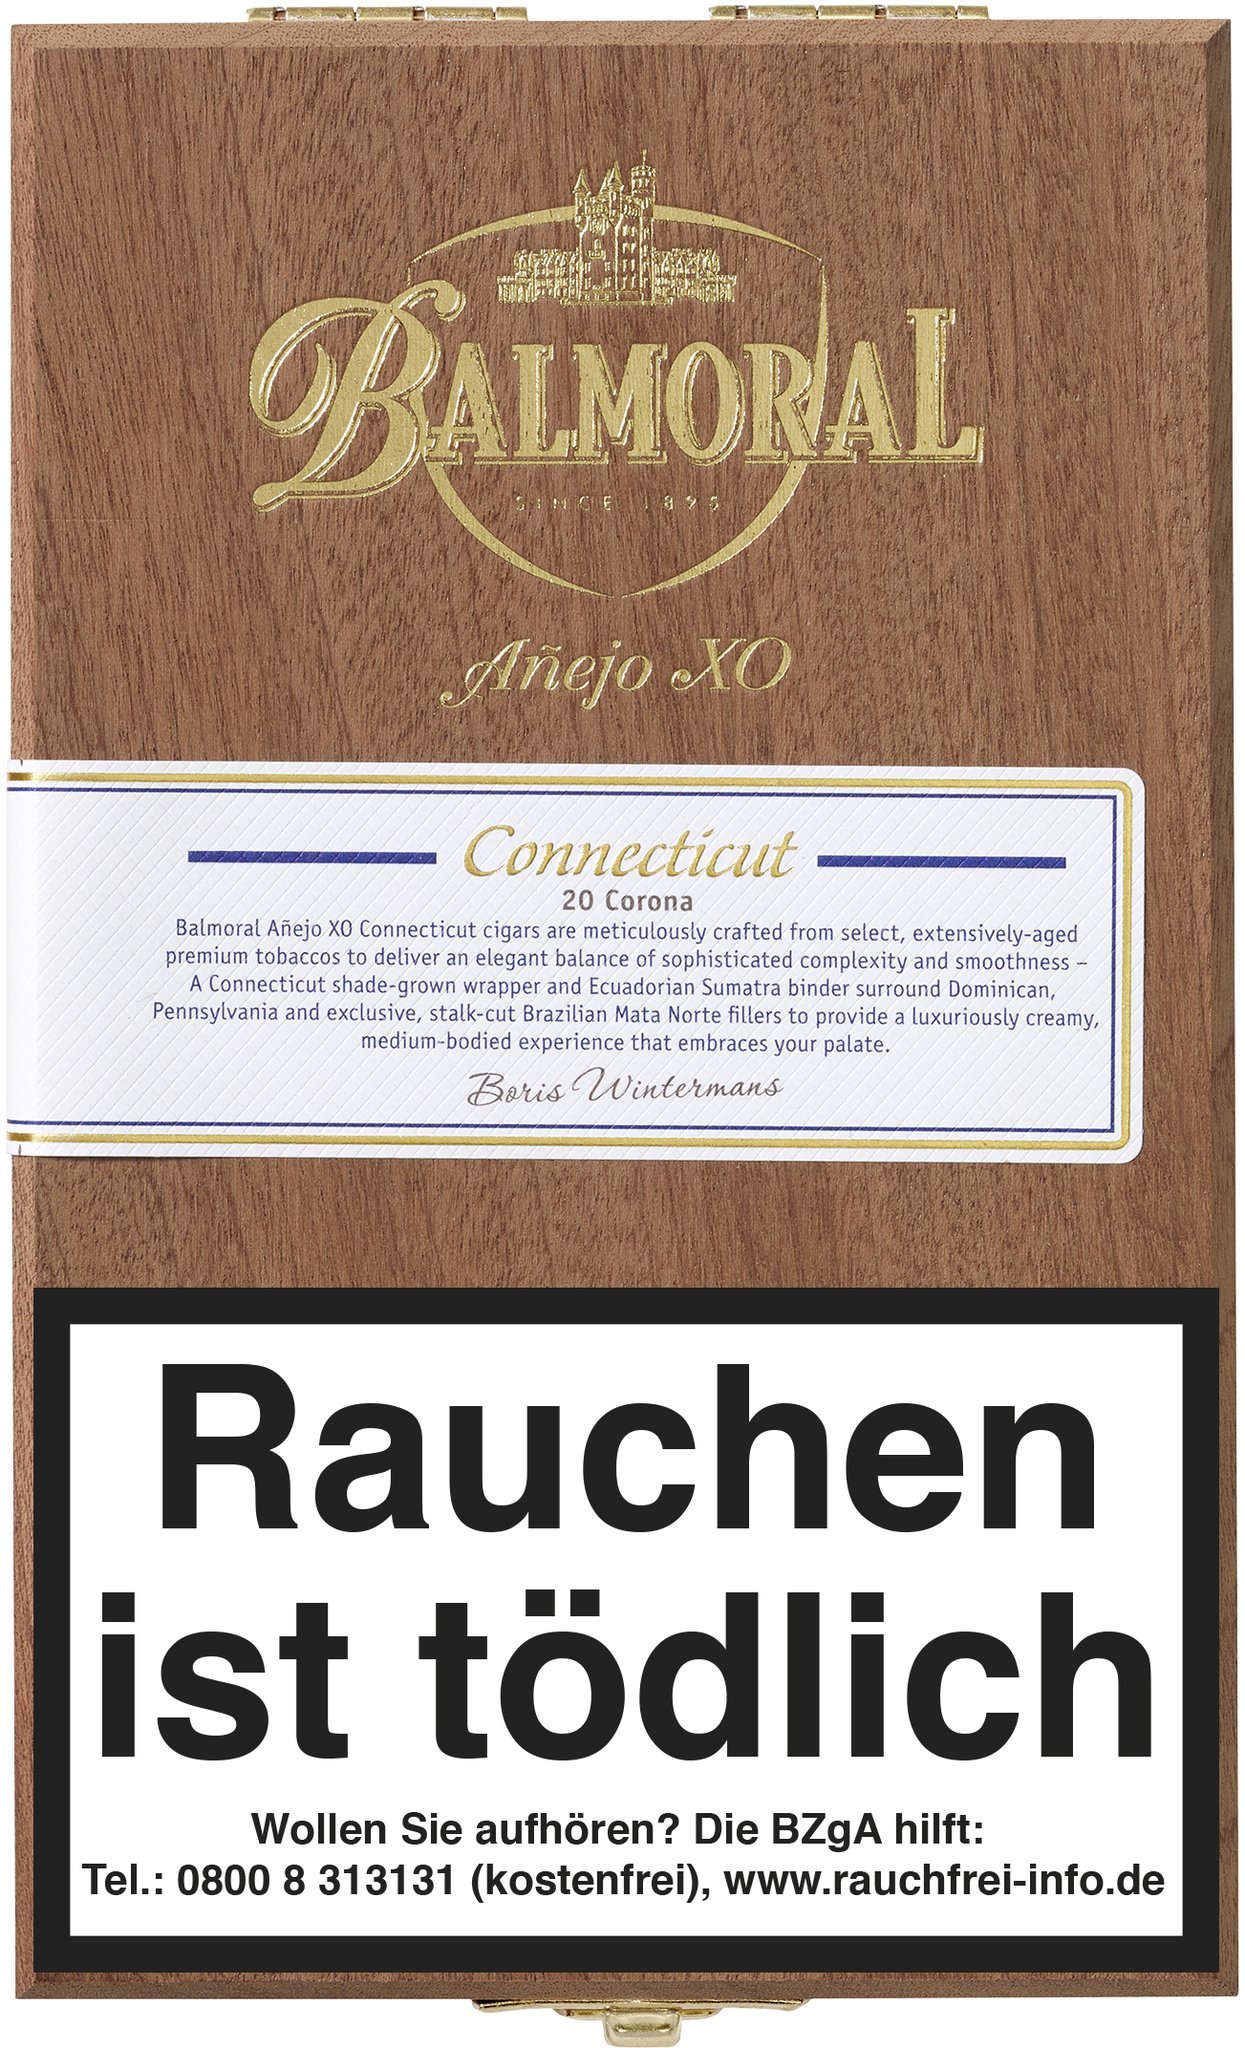 BALMORAL
SINCE 1895
Añejo XO
Connecticut
20 Corona
Balmoral Añejo XO Connecticut cigars are meticulously crafted from select, extensively-aged
premium tobaccos to deliver an elegant balance of sophisticated complexity and smoothness –
A Connecticut shade-grown wrapper and Ecuadorian Sumatra binder surround Dominican,
Pennsylvania and exclusive, stalk-cut Brazilian Mata Norte fillers to provide a luxuriously creamy,
medium-bodied experience that embraces your palate.
Boris Wintermans
Rauchen
ist tödlich
Wollen Sie aufhören? Die BZgA hilft:
Tel.: 0800 8 313131 (kostenfrei), www.rauchfrei-info.de